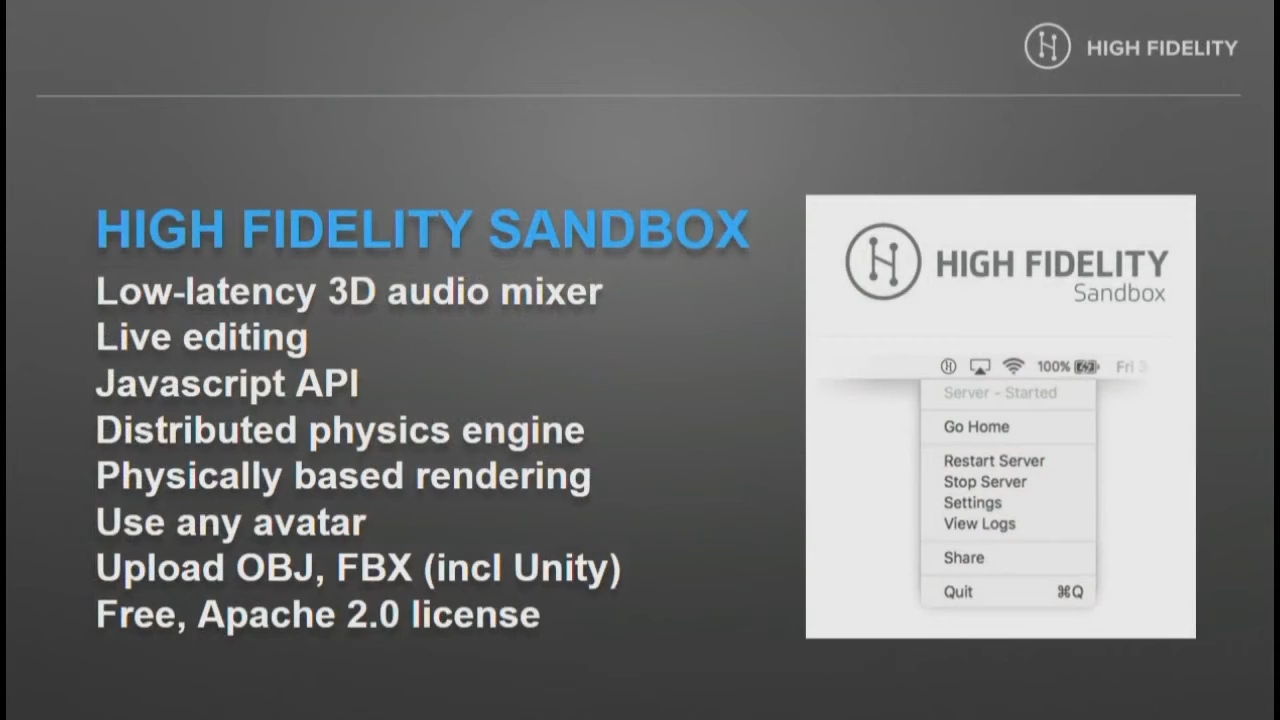 HIGH FIDELITY
HIGH FIDELITY SANDBOX
Low-latency 3D audio mixer
Live editing
Javascript API
Distributed physics engine
Physically based rendering
Use any avatar
Upload OBJ, FBX (incl Unity)
Free, Apache 2.0 license
HIGH FIDELITY
Sandbox
100% Fri
Server - Started
Go Home
Restart Server
Stop Server
Settings
View Logs
Share
Quit ⌘Q